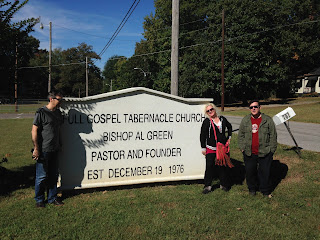 FULL GOSPEL TABERNACLE CHURCH
BISHOP AL GREEN
PASTOR AND FOUNDER
EST DECEMBER 19 1976